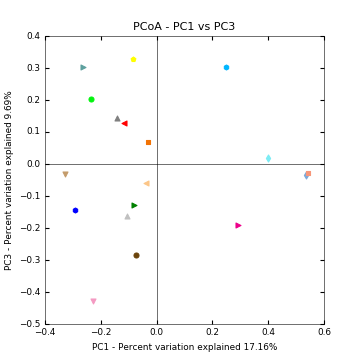 PCoA - PC1 vs PC3
0.4
0.3
0.2
0.1
0.0
−0.1
−0.2
−0.3
−0.4
−0.5
PC3 - Percent variation explained 9.69%
−0.4 −0.2 0.0 0.2 0.4 0.6
PC1 - Percent variation explained 17.16%